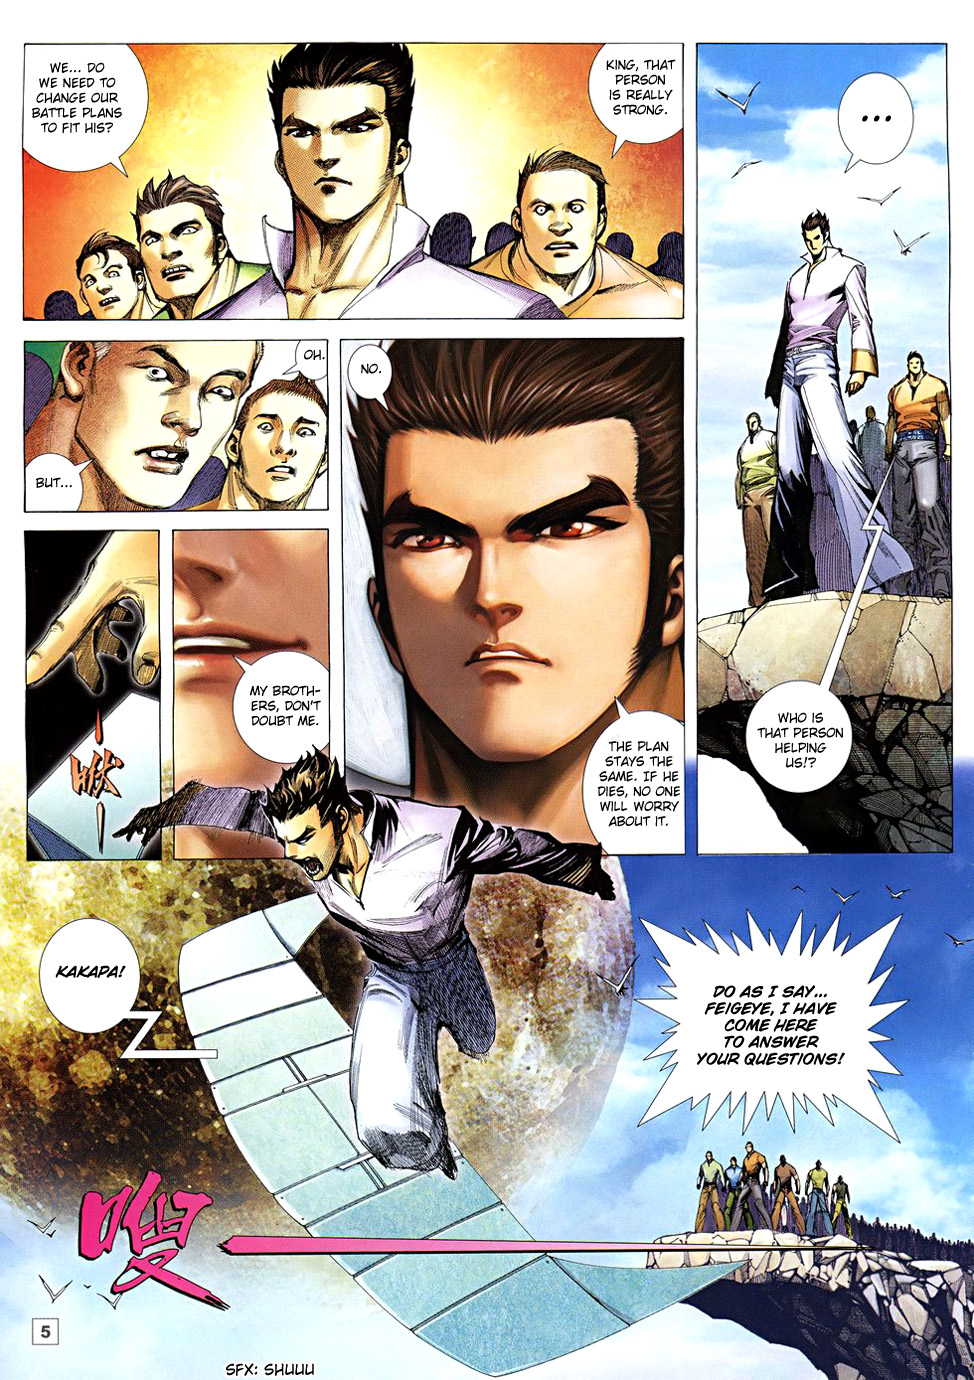 WE... DO
WE NEED TO
CHANGE OUR
BATTLE PLANS
TO FIT HIS?
KING, THAT
PERSON
IS REALLY
STRONG.
...
WHO IS
THAT PERSON
HELPING
US!?
BUT...
OH.
NO.
THE PLAN
STAYS THE
SAME. IF HE
DIES, NO ONE
WILL WORRY
ABOUT IT.
MY BROTH-
ERS, DON'T
DOUBT ME.
KAKAPA!
DO AS I SAY...
FEIGEYE, I HAVE
COME HERE
TO ANSWER
YOUR QUESTIONS!
嗖
5
SFX: SHUUU